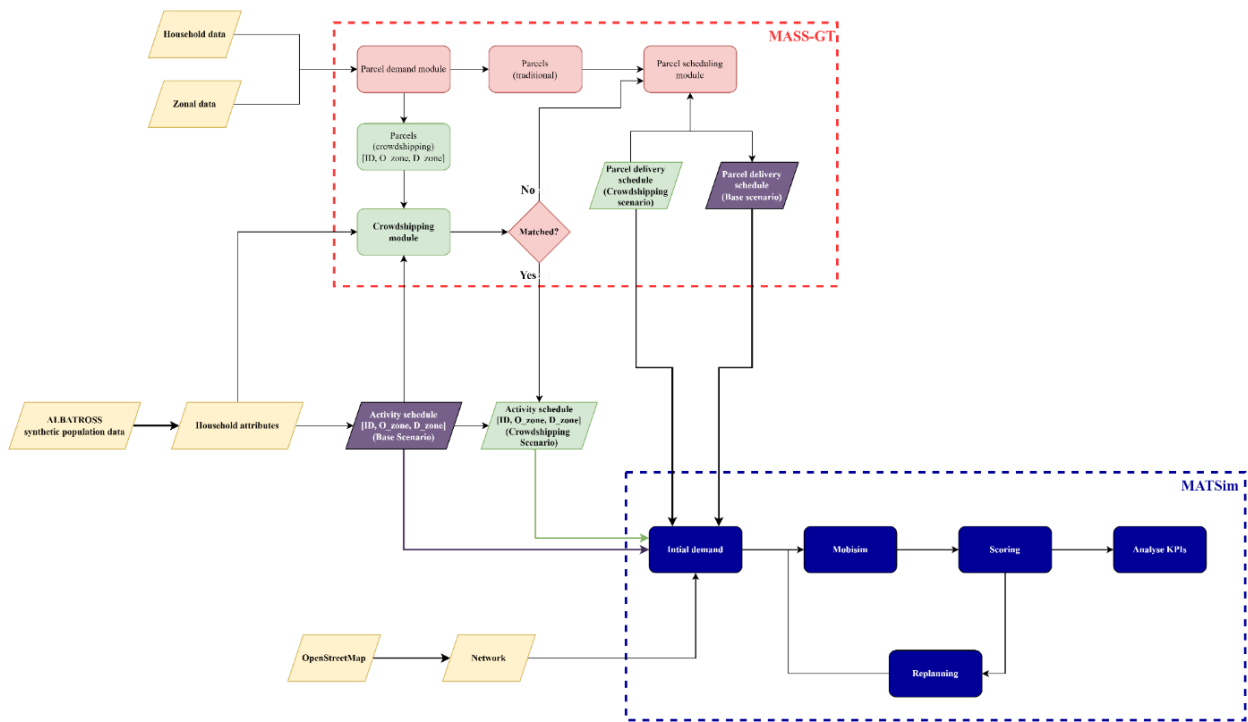 Household data
MASS-GT
Parcel demand module
Parcels
(traditional)
Parcel scheduling
module
Zonal data
Parcels
(crowdshipping)
[ID, O_zone, D_zone]
Parcel delivery
schedule
(Crowdshipping
scenario)
Parcel delivery
schedule
(Base scenario)
No
Crowdshipping
module
Matched?
Yes
ALBATROSS
synthetic population data
Household attributes
Activity schedule
[ID, O_zone, D_zone]
(Base Scenario)
Activity schedule
[ID, O_zone, D_zone]
(Crowdshipping
Scenario)
MATSim
Intial demand
Mobisim
Scoring
Analyse KPIs
OpenStreetMap
Network
Replanning